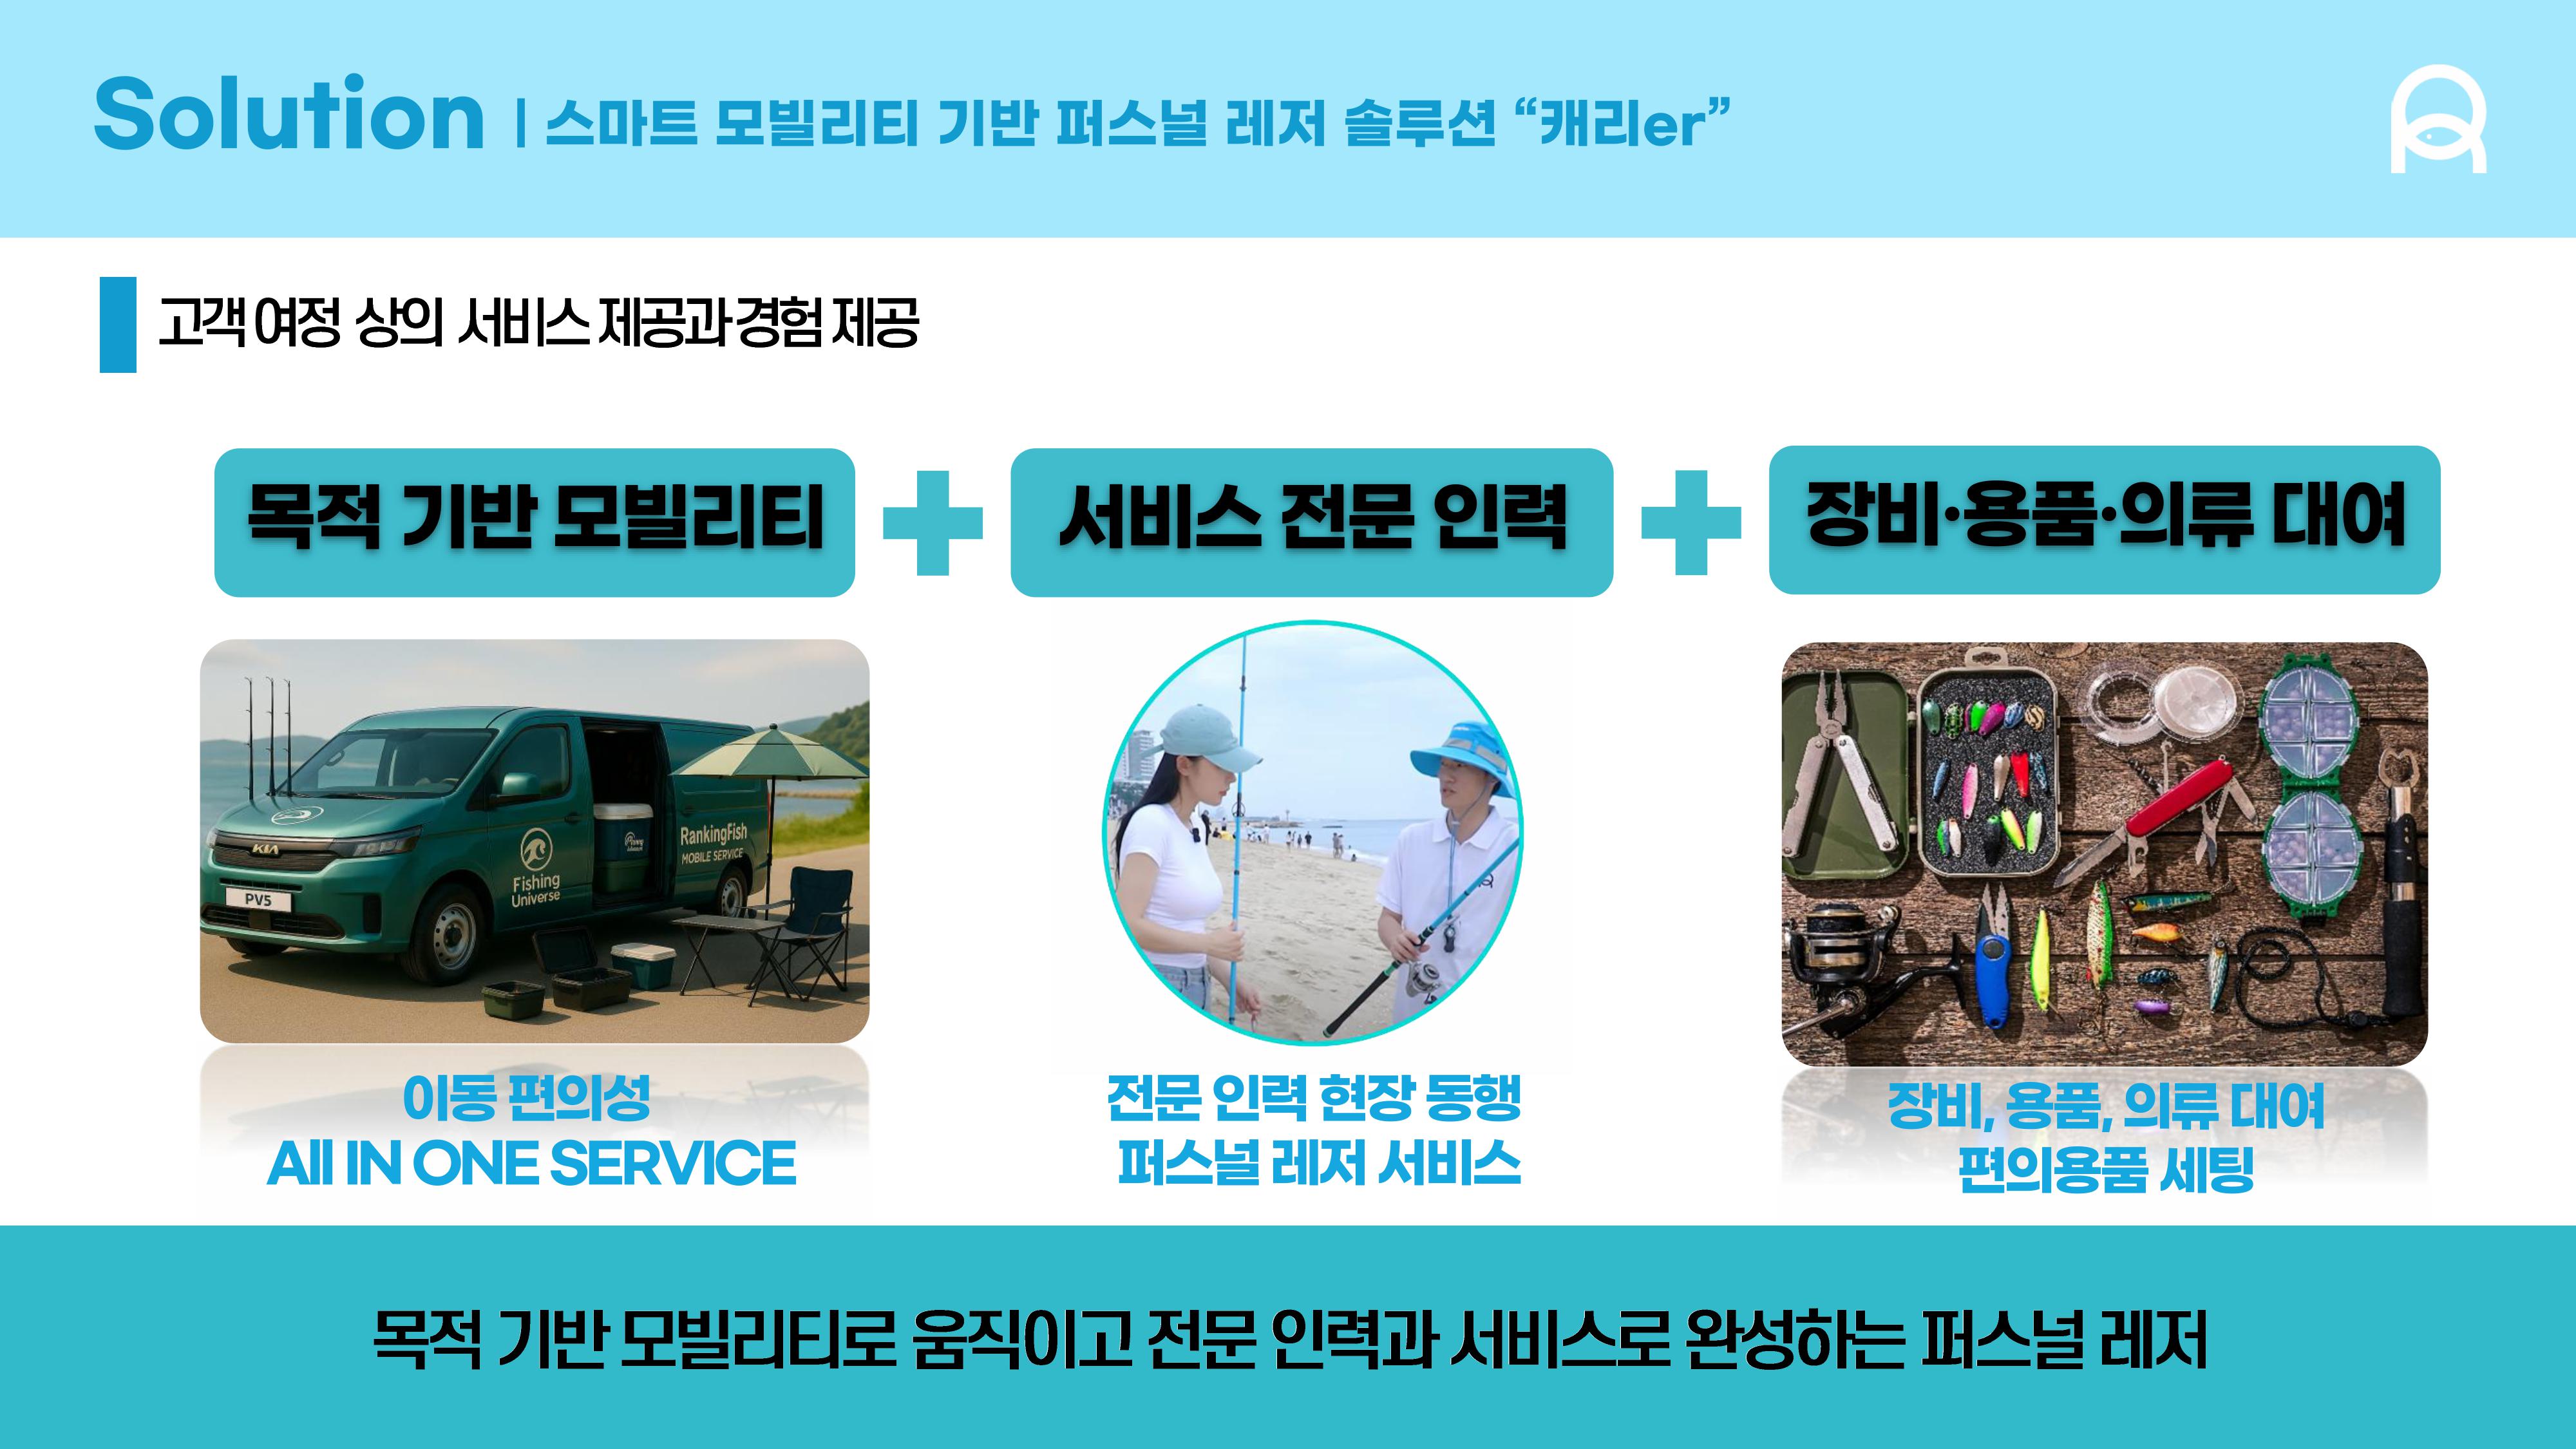 Solution | 스마트 모빌리티 기반 퍼스널 레저 솔루션 “캐리er”
고객 여정 상의 서비스 제공과 경험 제공
목적 기반 모빌리티
서비스 전문 인력
장비·용품·의류 대여
KIA
PV5
Fishing
Universe
RankingFish
MOBILE SERVICE
이동 편의성
All IN ONE SERVICE
전문 인력 현장 동행
퍼스널 레저 서비스
장비, 용품, 의류 대여
편의용품 세팅
목적 기반 모빌리티로 움직이고 전문 인력과 서비스로 완성하는 퍼스널 레저